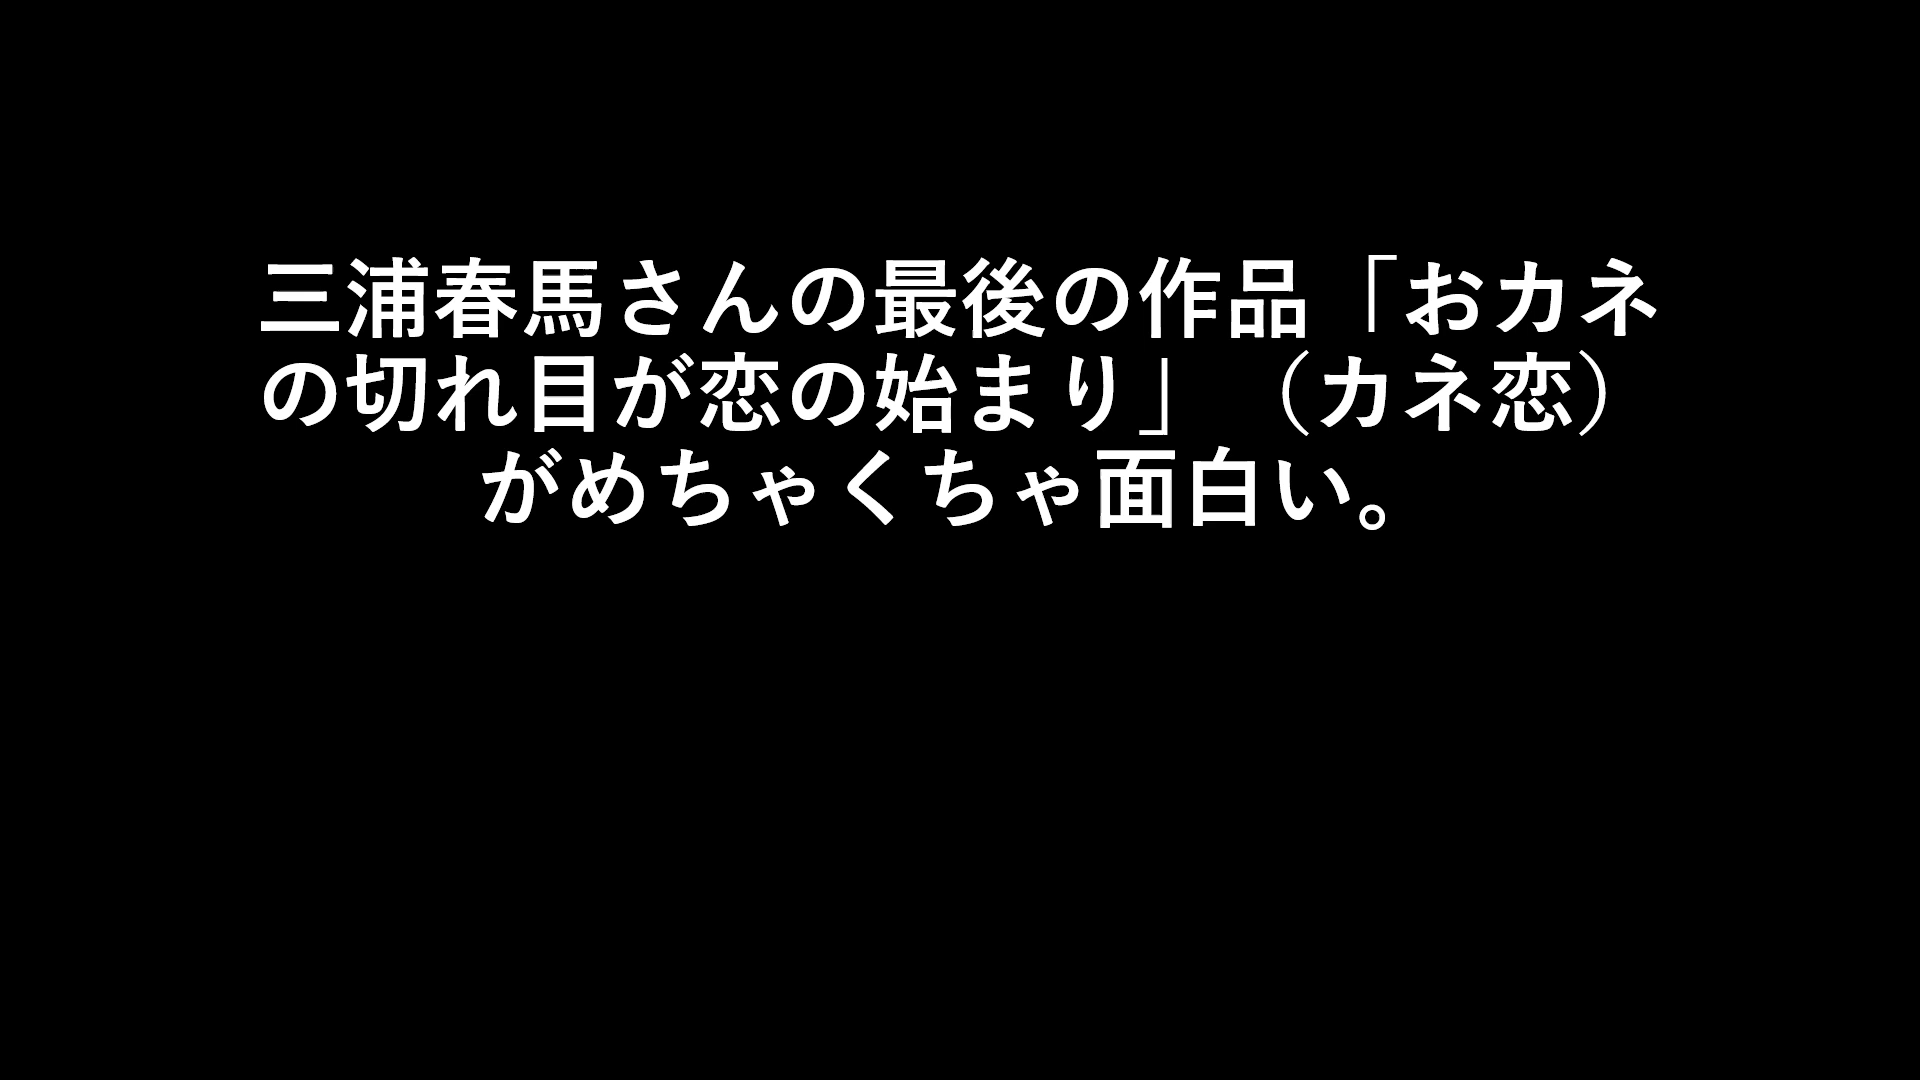 三浦春馬さんの最後の作品「おカネ
の切れ目が恋の始まり」（カネ恋）
がめちゃくちゃ面白い。